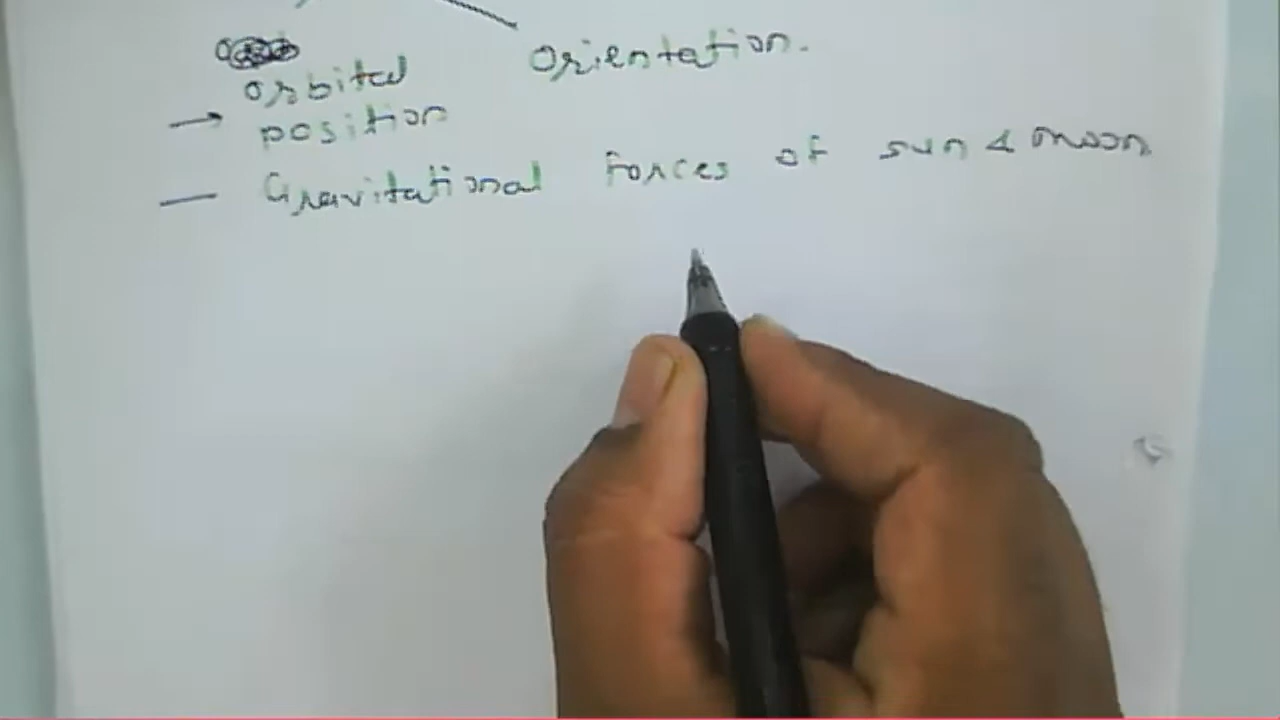 orbital orientation.
→ position
— Gravitational forces of sun & moon